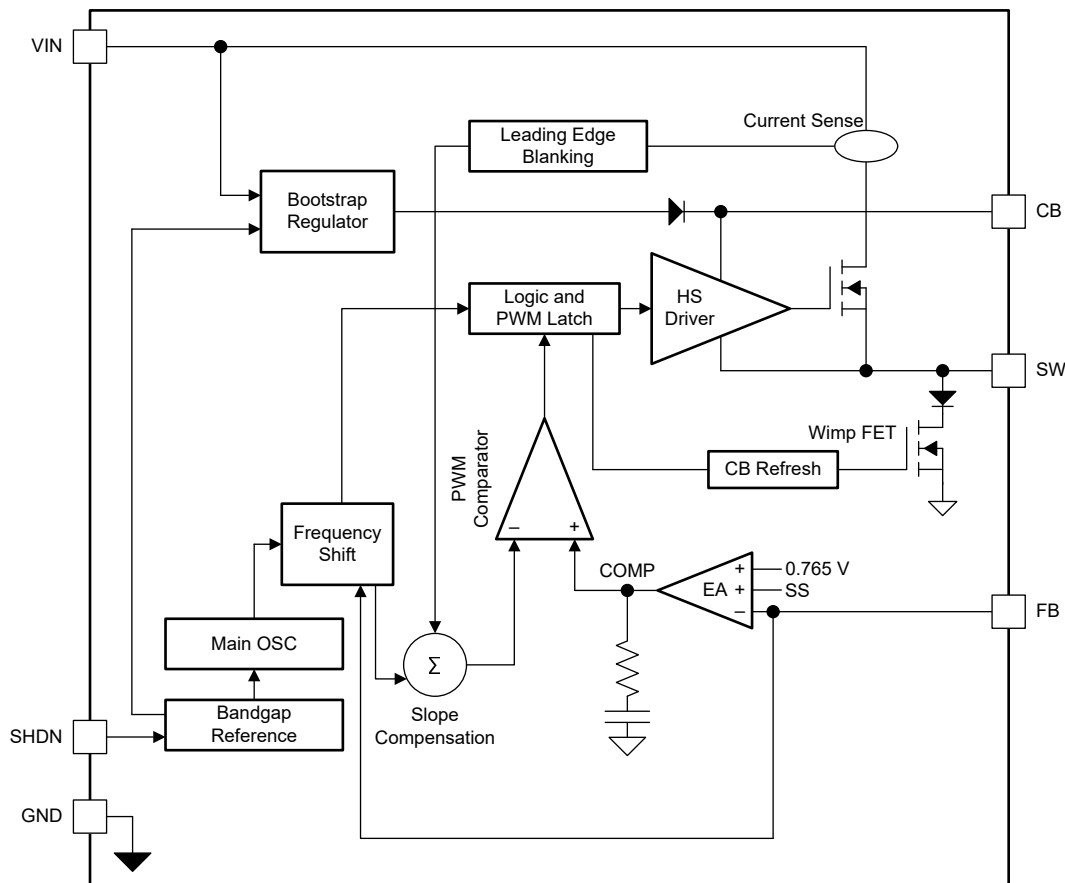 VIN
Current Sense
Leading Edge
Blanking
Bootstrap
Regulator
CB
Logic and
PWM Latch
HS
Driver
SW
Wimp FET
CB Refresh
PWM
Comparator
– +
Frequency
Shift
COMP
EA
+ 0.765 V
+ SS
–
FB
Main OSC
Σ
Slope
Compensation
Bandgap
Reference
SHDN
GND